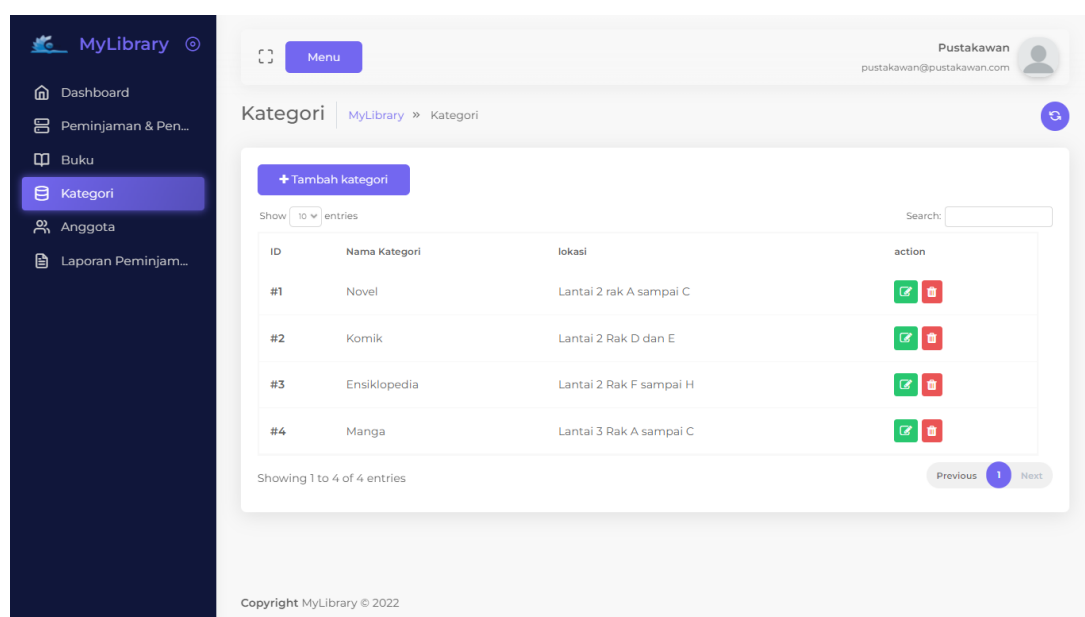 MyLibrary
Dashboard
Peminjaman & Pen...
Buku
Kategori
Anggota
Laporan Peminjam...
Menu
Pustakawan
pustakawan@pustakawan.com
Kategori MyLibrary » Kategori
+ Tambah kategori
Show 10 entries Search:
ID Nama Kategori lokasi action
#1 Novel Lantai 2 rak A sampai C
#2 Komik Lantai 2 Rak D dan E
#3 Ensiklopedia Lantai 2 Rak F sampai H
#4 Manga Lantai 3 Rak A sampai C
Showing 1 to 4 of 4 entries Previous 1 Next
Copyright MyLibrary © 2022